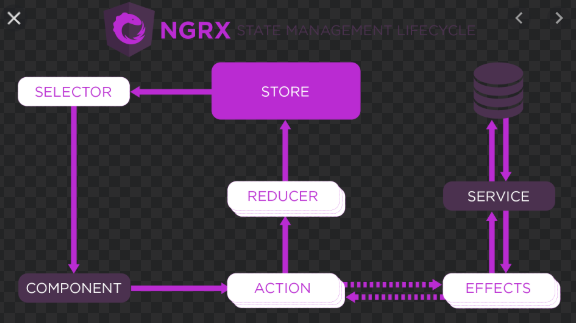 NGRX STATE MANAGEMENT LIFECYCLE
SELECTOR
STORE
REDUCER
SERVICE
COMPONENT
ACTION
EFFECTS